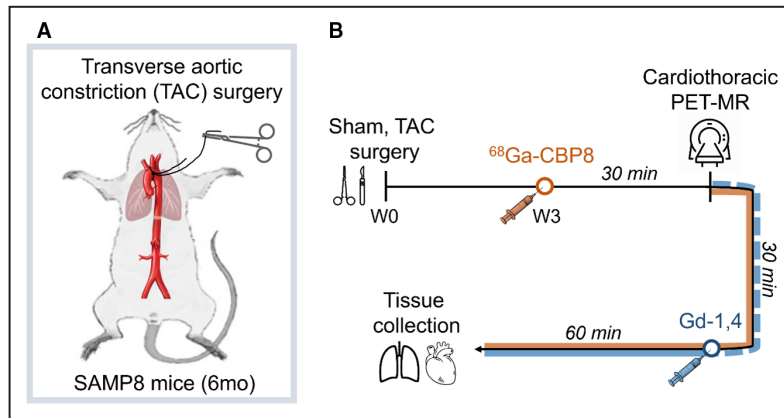 A
Transverse aortic
constriction (TAC) surgery
SAMP8 mice (6mo)
B
Cardiothoracic
PET-MR
Sham, TAC
surgery
⁶⁸Ga-CBP8
30 min
W0
W3
30 min
Gd-1,4
60 min
Tissue
collection